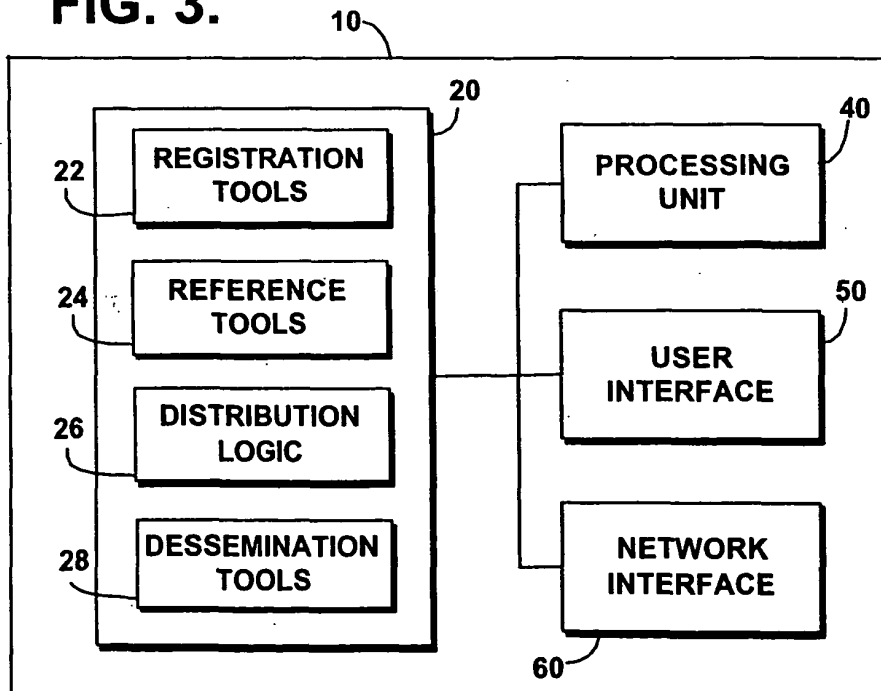 FIG. 3.
10
20
22
REGISTRATION
TOOLS
24
REFERENCE
TOOLS
26
DISTRIBUTION
LOGIC
28
DESSEMINATION
TOOLS
40
PROCESSING
UNIT
50
USER
INTERFACE
NETWORK
INTERFACE
60